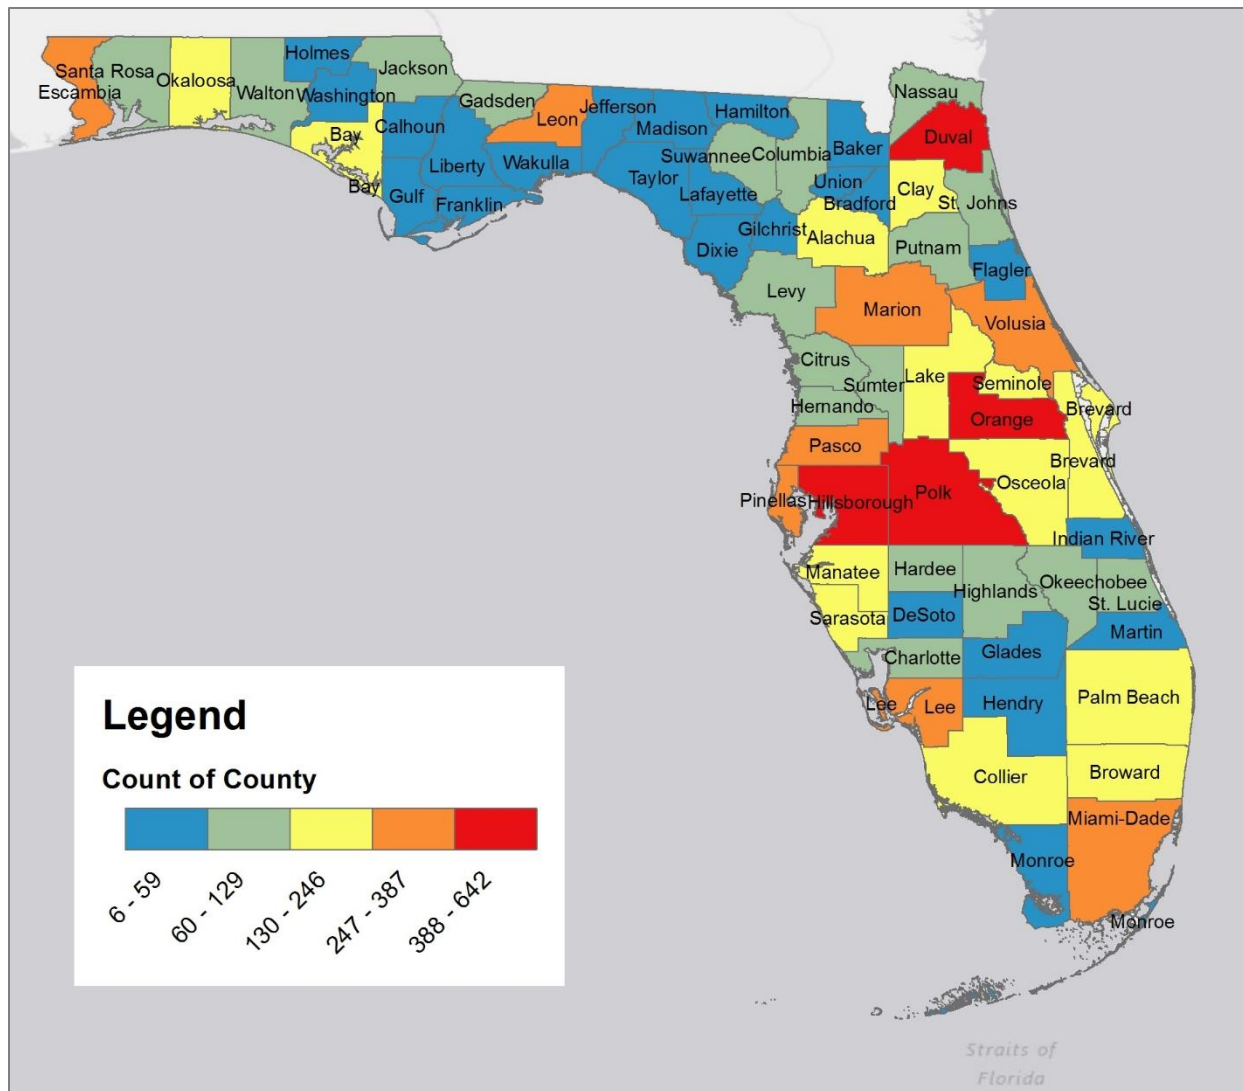 Holmes
Jackson
Santa Rosa
Okaloosa
Escambia
Walton
Washington
Gadsden
Nassau
Jefferson
Hamilton
Leon
Calhoun
Bay
Madison
Baker
Duval
Suwannee
Columbia
Liberty
Wakulla
Taylor
Union
Clay
Bay
Gulf
Franklin
Lafayette
Bradford
St. Johns
Gilchrist
Alachua
Dixie
Putnam
Flagler
Levy
Marion
Volusia
Citrus
Sumter
Lake
Seminole
Hernando
Orange
Brevard
Pasco
Brevard
Pinellas
Hillsborough
Polk
Osceola
Indian River
Manatee
Hardee
Highlands
Okeechobee
St. Lucie
Sarasota
DeSoto
Martin
Charlotte
Glades
Lee
Lee
Hendry
Palm Beach
Collier
Broward
Miami-Dade
Monroe
Monroe
Legend
Count of County
6 - 59
60 - 129
130 - 246
247 - 387
388 - 642
Straits of
Florida